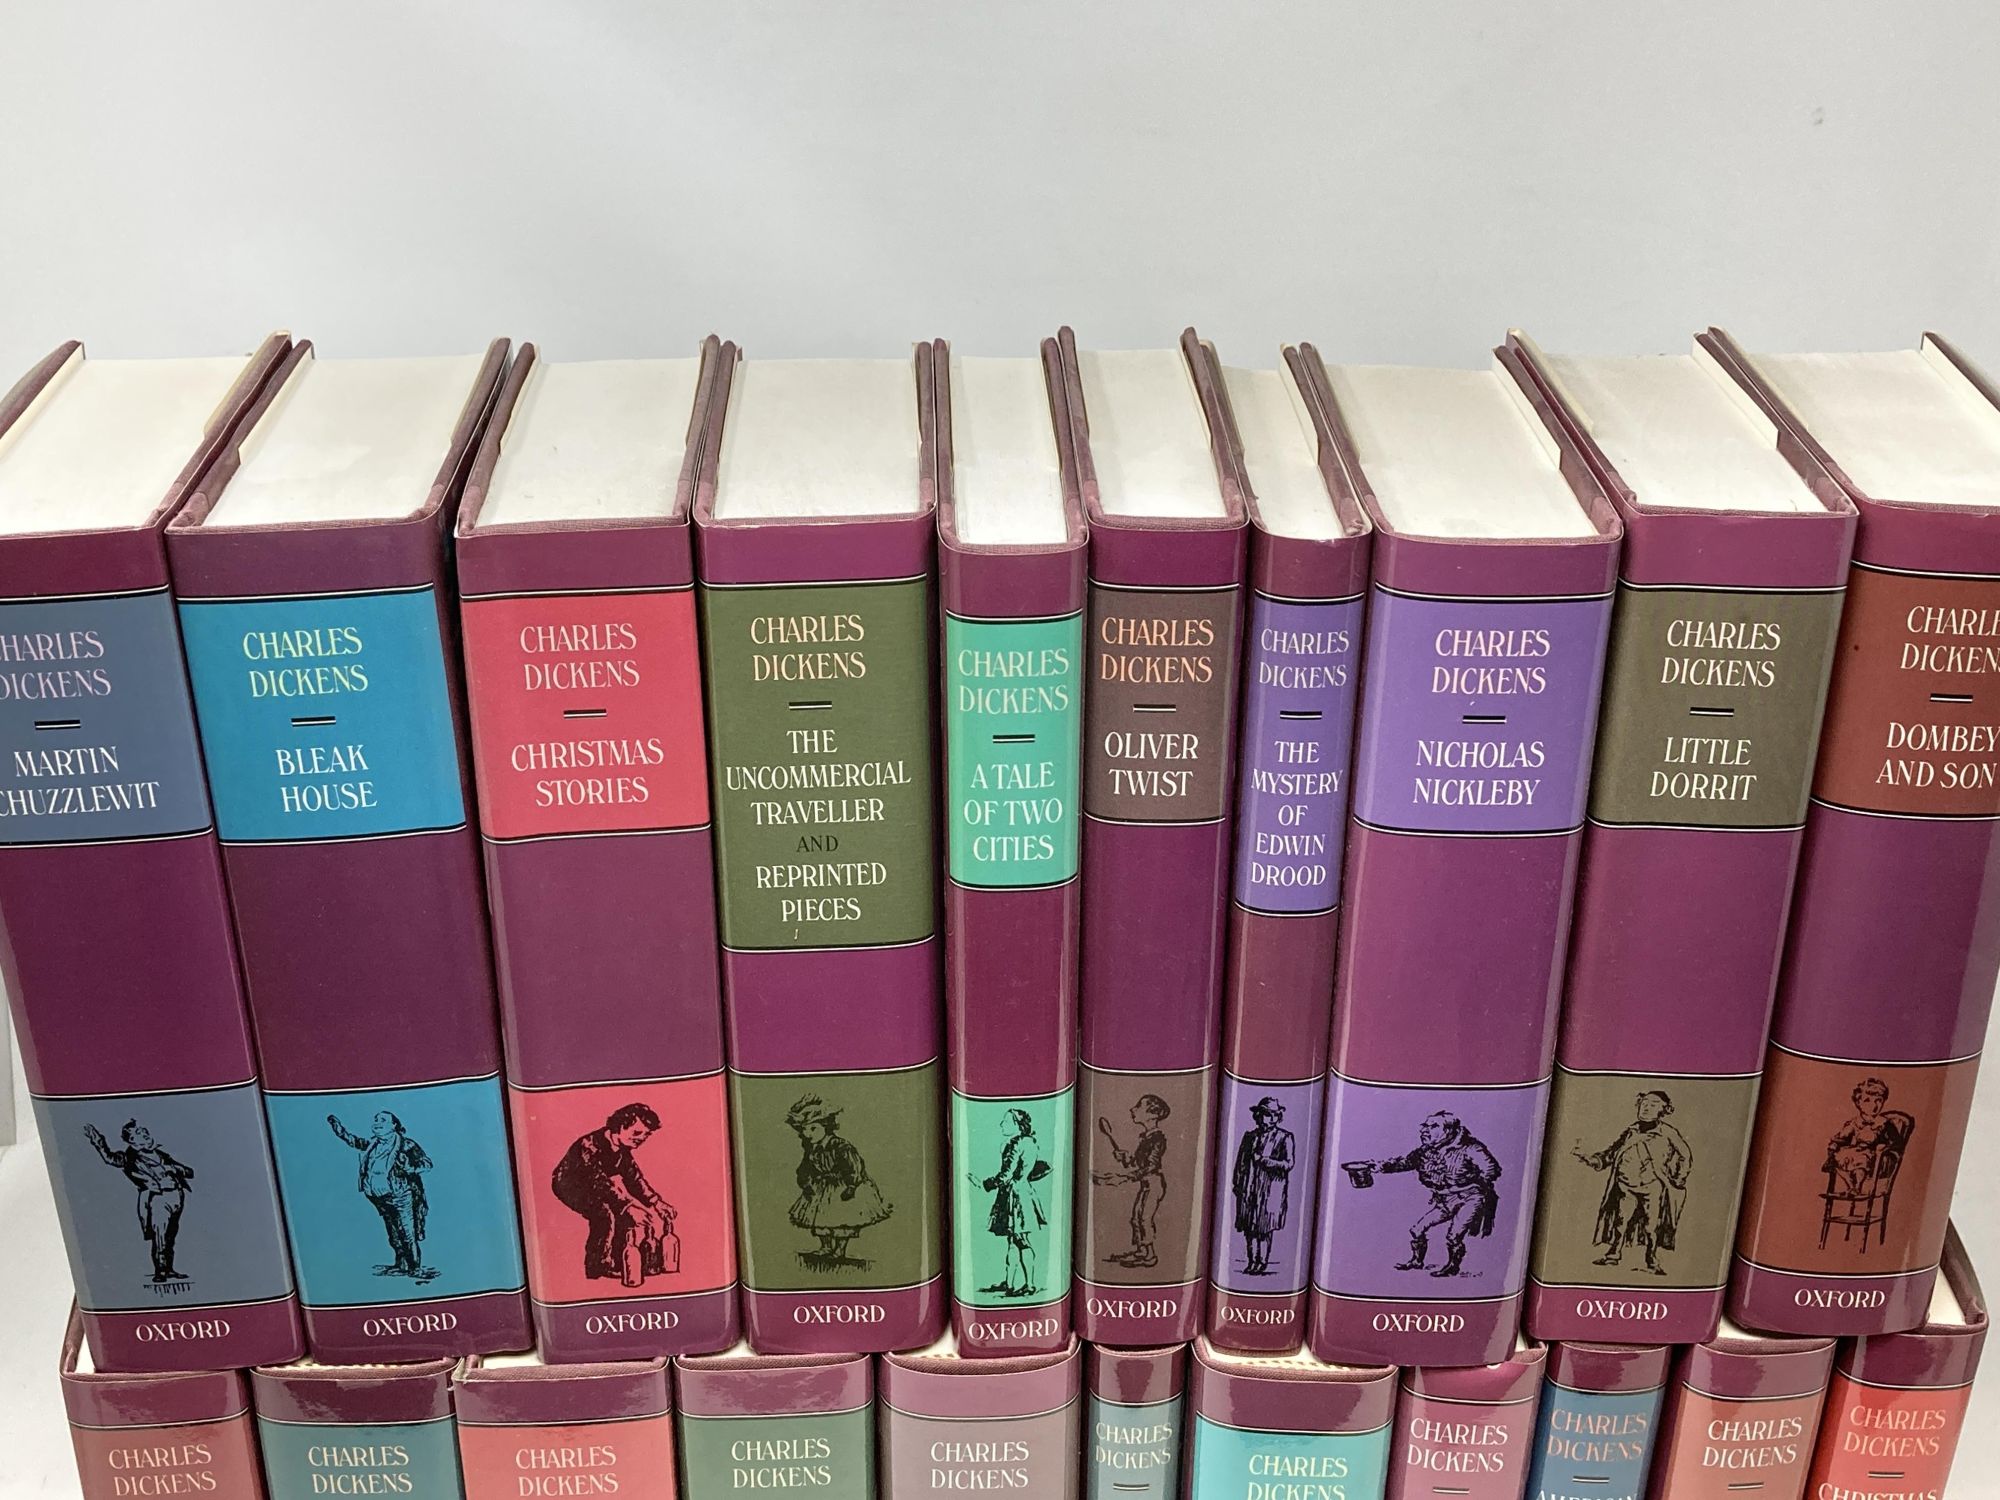 CHARLES
DICKENS
MARTIN
CHUZZLEWIT
OXFORD
CHARLES
DICKENS
BLEAK
HOUSE
OXFORD
CHARLES
DICKENS
CHRISTMAS
STORIES
OXFORD
CHARLES
DICKENS
THE
UNCOMMERCIAL
TRAVELLER
AND
REPRINTED
PIECES
OXFORD
CHARLES
DICKENS
A TALE
OF TWO
CITIES
OXFORD
CHARLES
DICKENS
OLIVER
TWIST
OXFORD
CHARLES
DICKENS
THE
MYSTERY
OF
EDWIN
DROOD
OXFORD
CHARLES
DICKENS
NICHOLAS
NICKLEBY
OXFORD
CHARLES
DICKENS
LITTLE
DORRIT
OXFORD
CHARLES
DICKENS
DOMBEY
AND SON
OXFORD
CHARLES
DICKENS
CHARLES
DICKENS
CHARLES
DICKENS
CHARLES
DICKENS
CHARLES
DICKENS
CHARLES
DICKENS
CHARLES
DICKENS
CHARLES
DICKENS
CHARLES
DICKENS
AMERICAN
CHARLES
DICKENS
CHARLES
DICKENS
CHRISTMAS